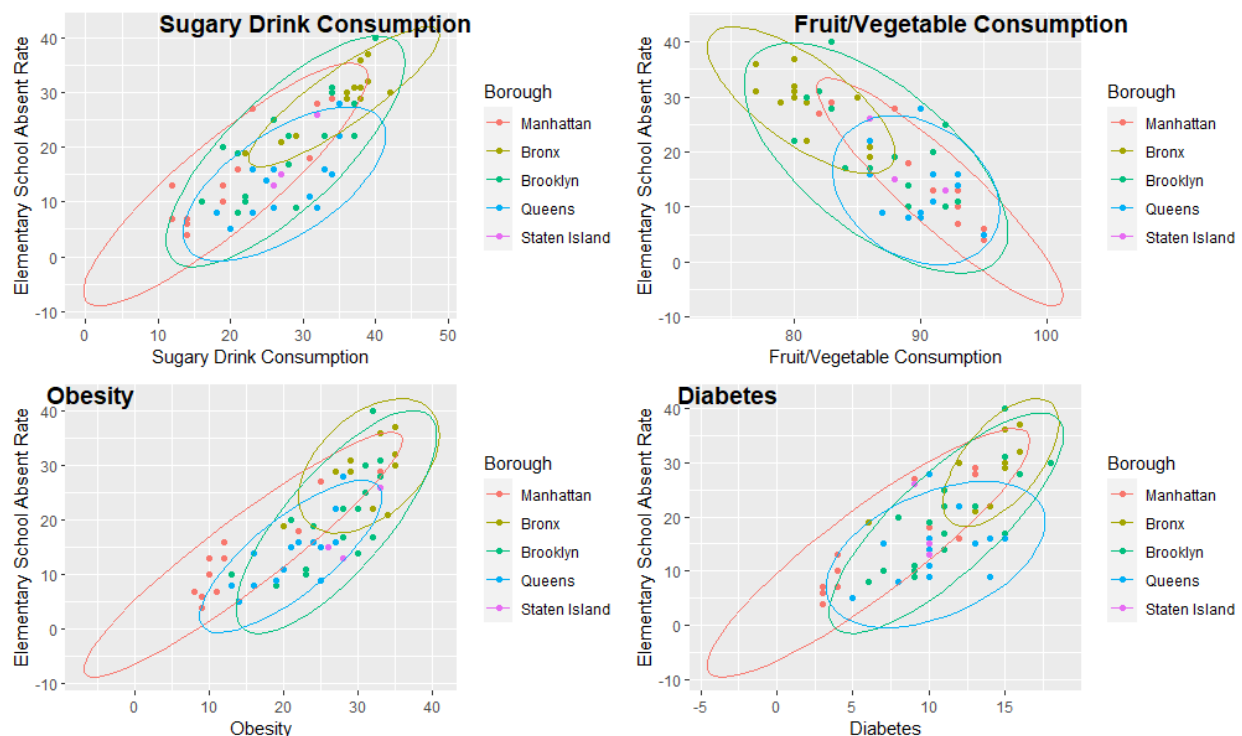 Sugary Drink Consumption
Elementary School Absent Rate
40
30
20
10
0
-10
0
10
20
30
40
50
Sugary Drink Consumption
Borough
Manhattan
Bronx
Brooklyn
Queens
Staten Island
Fruit/Vegetable Consumption
Elementary School Absent Rate
40
30
20
10
0
-10
80
90
100
Fruit/Vegetable Consumption
Borough
Manhattan
Bronx
Brooklyn
Queens
Staten Island
Obesity
Elementary School Absent Rate
40
30
20
10
0
-10
0
10
20
30
40
Obesity
Borough
Manhattan
Bronx
Brooklyn
Queens
Staten Island
Diabetes
Elementary School Absent Rate
40
30
20
10
0
-10
-5
0
5
10
15
Diabetes
Borough
Manhattan
Bronx
Brooklyn
Queens
Staten Island